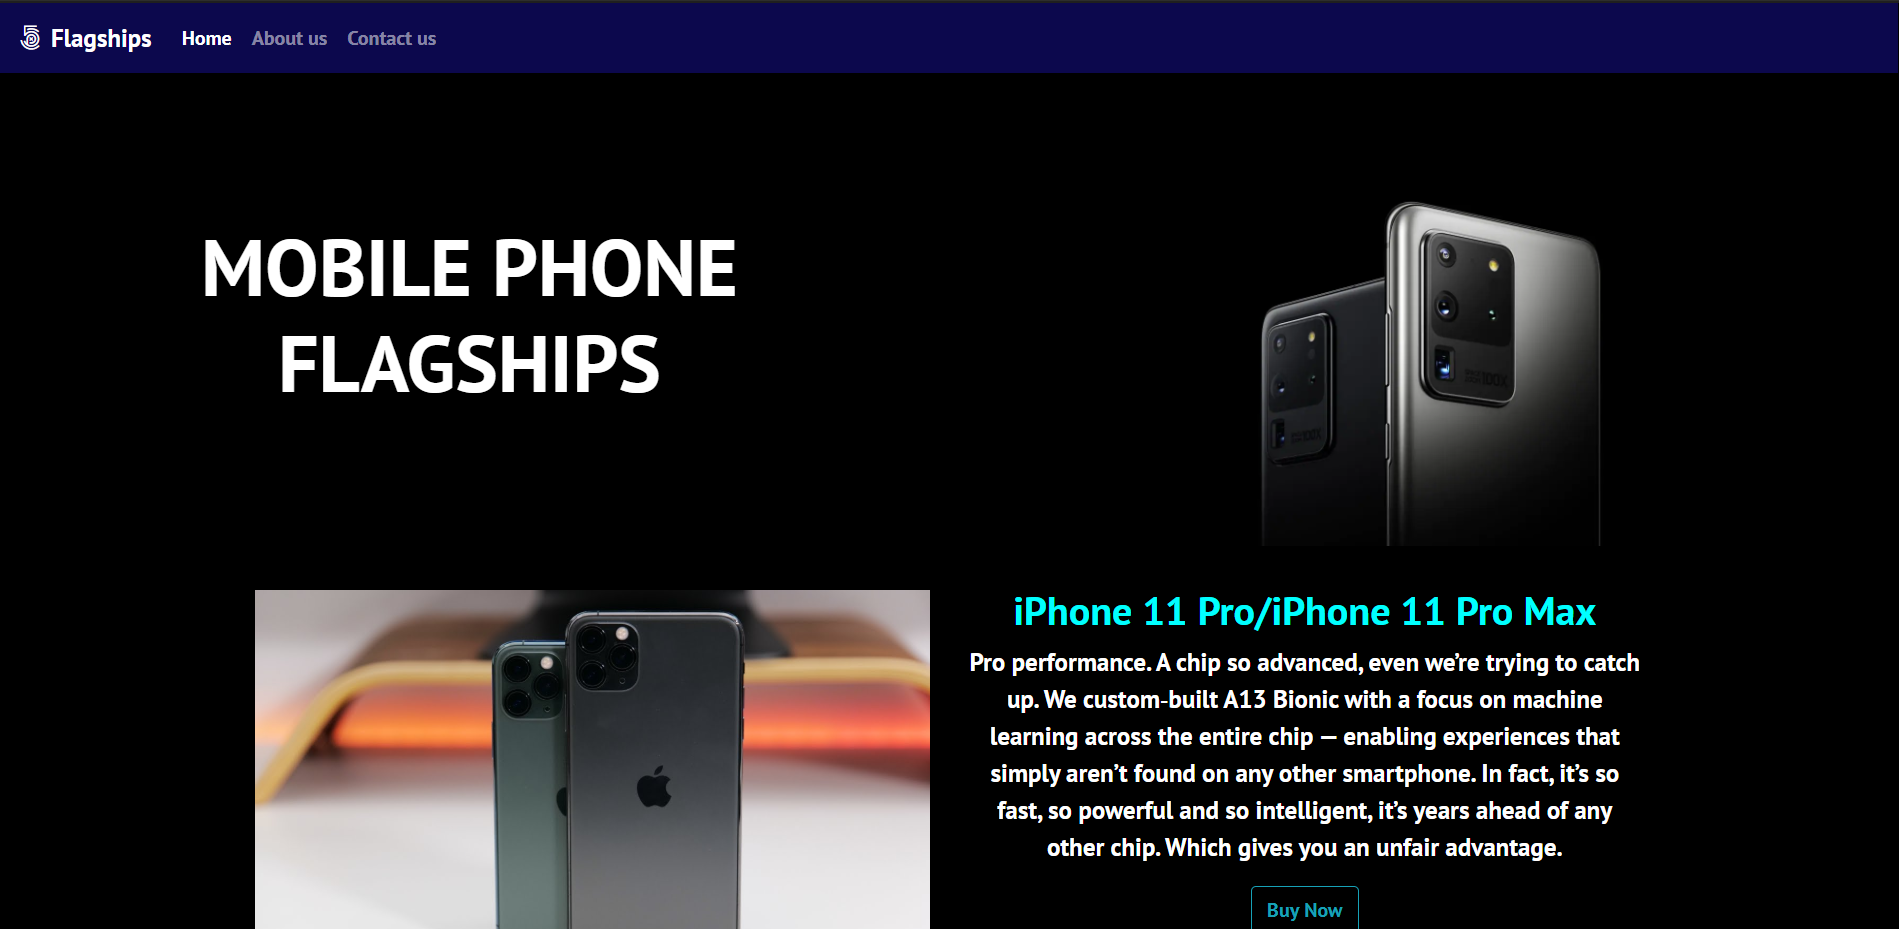 Flagships Home About us Contact us
MOBILE PHONE
FLAGSHIPS
100X
iPhone 11 Pro/iPhone 11 Pro Max
Pro performance. A chip so advanced, even we’re trying to catch
up. We custom-built A13 Bionic with a focus on machine
learning across the entire chip — enabling experiences that
simply aren’t found on any other smartphone. In fact, it’s so
fast, so powerful and so intelligent, it’s years ahead of any
other chip. Which gives you an unfair advantage.
Buy Now